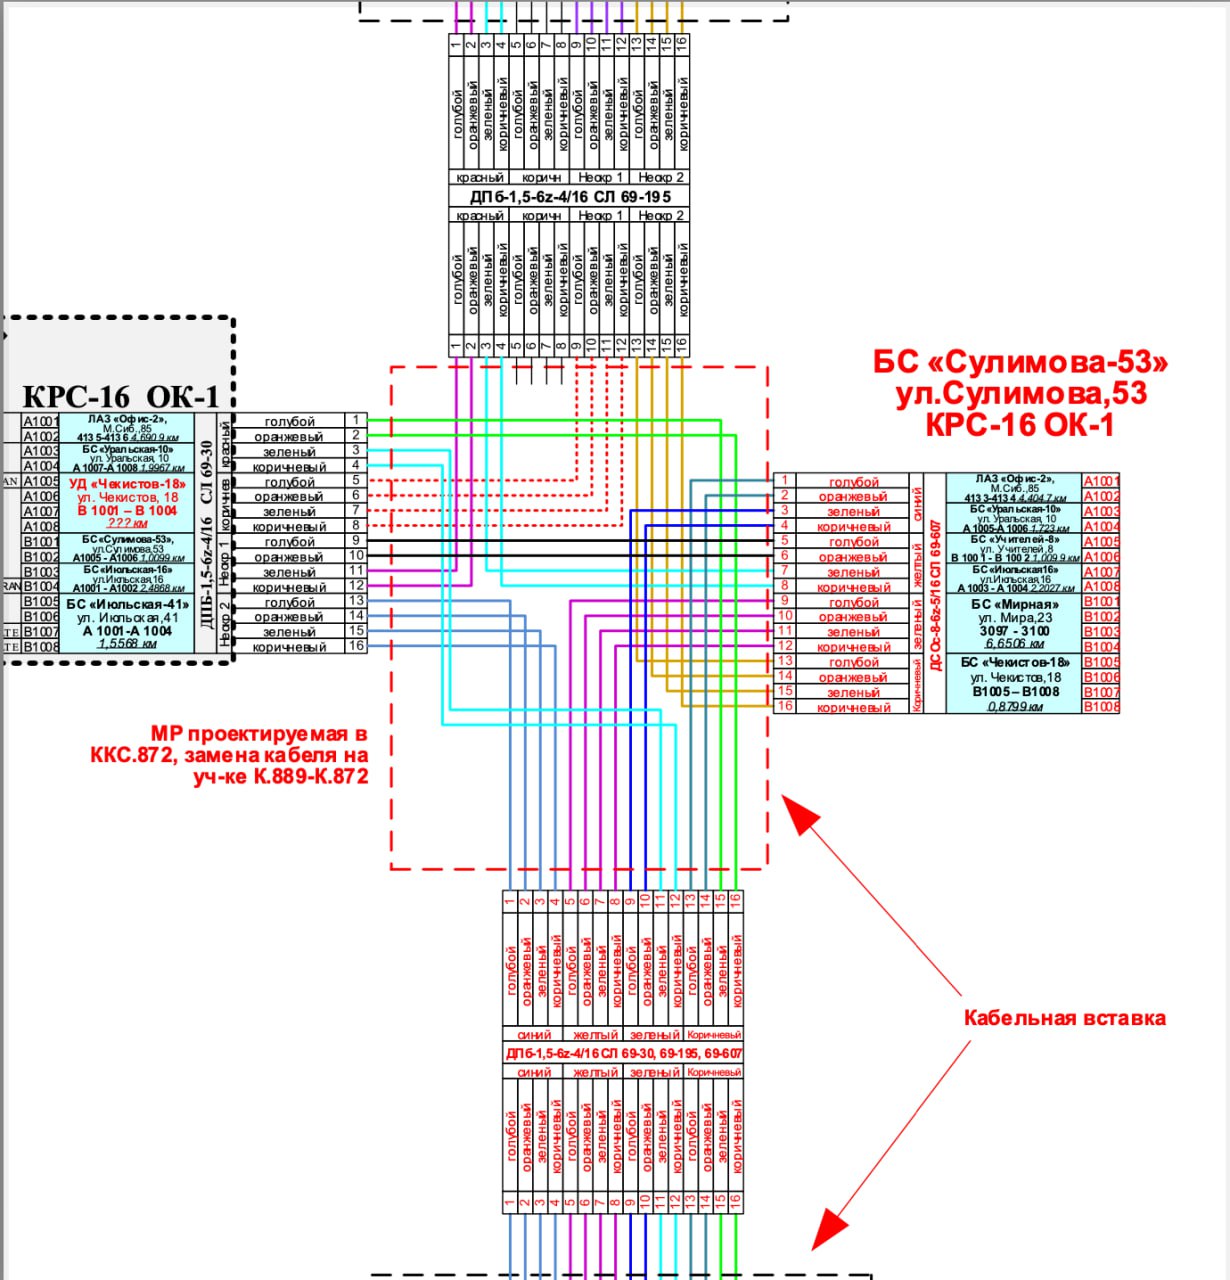 1 2 3 4 5 6 7 8 9 10 11 12 13 14 15 16
голубой оранжевый зеленый коричневый голубой оранжевый зеленый коричневый голубой оранжевый зеленый коричневый голубой оранжевый зеленый коричневый
красный коричн Неокр 1 Неокр 2
ДПб-1,5-6z-4/16 СЛ 69-195
красный коричн Неокр 1 Неокр 2
голубой оранжевый зеленый коричневый голубой оранжевый зеленый коричневый голубой оранжевый зеленый коричневый голубой оранжевый зеленый коричневый
1 2 3 4 5 6 7 8 9 10 11 12 13 14 15 16
КРС-16 ОК-1
A1001
A1002
A1003
A1004
AN A1005
A1006
A1007
A1008
B1001
B1002
B1003
RAN B1004
B1005
B1006
TE B1007
TE B1008
ЛАЗ «Офис-2»,
М.Сиб.,85
413 5-413 6 4,690,9 км
БС «Уральская-10»
ул. Уральская, 10
А 1007-А 1008 1,9967 км
УД «Чекистов-18»
ул. Чекистов, 18
В 1001 – В 1004
??? км
БС«Сулимова-53»,
ул.Сулимова,53
А1005 - А1006 1,0099 км
БС «Июльская-16»
ул.Июльская,16
А1001 - А1002 2,4868 км
БС «Июльская-41»
ул. Июльская,41
А 1001-А 1004
1,5568 км
ДПБ-1,5-6z-4/16 СЛ 69-30
красный
коричнев
Неокр 1
Неокр 2
голубой 1
оранжевый 2
зеленый 3
коричневый 4
голубой 5
оранжевый 6
зеленый 7
коричневый 8
голубой 9
оранжевый 10
зеленый 11
коричневый 12
голубой 13
оранжевый 14
зеленый 15
коричневый 16
БС «Сулимова-53»
ул.Сулимова,53
КРС-16 ОК-1
1 голубой
2 оранжевый
3 зеленый
4 коричневый
5 голубой
6 оранжевый
7 зеленый
8 коричневый
9 голубой
10 оранжевый
11 зеленый
12 коричневый
13 голубой
14 оранжевый
15 зеленый
16 коричневый
синий
желтый
зеленый
Коричневый
ДС Ос-8-6z-5/16 СЛ 69-607
ЛАЗ «Офис-2»,
М.Сиб.,85
413 3-413 4 4,404,7 км
БС «Уральская-10»
ул. Уральская, 10
А1005-А 1006 1,723 км
БС «Учителей-8»
ул. Учителей,8
В 100 1 - В 100 2 1,009,9 км
БС «Июльская16»
ул.Июльская,16
А1003 - А1004 2,2027 км
БС «Мирная»
ул. Мира,23
3097 - 3100
6,6506 км
БС «Чекистов-18»
ул. Чекистов,18
В1005 – В1008
0,8799 км
A1001
A1002
A1003
A1004
A1005
A1006
A1007
A1008
B1001
B1002
B1003
B1004
B1005
B1006
B1007
B1008
МР проектируемая в
ККС.872, замена кабеля на
уч-ке К.889-К.872
1 2 3 4 5 6 7 8 9 10 11 12 13 14 15 16
голубой оранжевый зеленый коричневый голубой оранжевый зеленый коричневый голубой оранжевый зеленый коричневый голубой оранжевый зеленый коричневый
синий желтый зеленый Коричневый
ДПб-1,5-6z-4/16 СЛ 69-30, 69-195, 69-607
синий желтый зеленый Коричневый
голубой оранжевый зеленый коричневый голубой оранжевый зеленый коричневый голубой оранжевый зеленый коричневый голубой оранжевый зеленый коричневый
1 2 3 4 5 6 7 8 9 10 11 12 13 14 15 16
Кабельная вставка